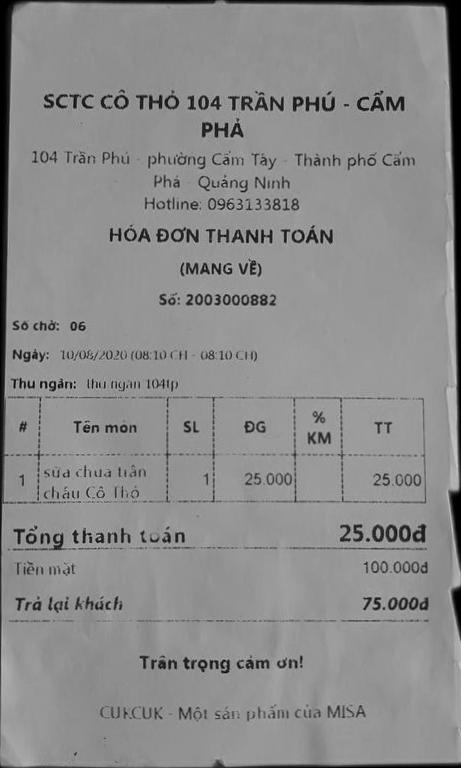 SCTC CÔ THỎ 104 TRẦN PHÚ - CẨM
PHẢ
104 Trần Phú - phường Cẩm Tây - Thành phố Cẩm
Phả - Quảng Ninh
Hotline: 0963133818
HÓA ĐƠN THANH TOÁN
(MANG VỀ)
Số: 2003000882
Số chờ: 06
Ngày: 10/08/2020 (08:10 CH - 08:10 CH)
Thu ngân: thu ngân 104tp
# Tên món SL ĐG % KM TT
1 sữa chua trân châu Cô Thỏ 1 25.000 25.000
Tổng thanh toán 25.000đ
Tiền mặt 100.000đ
Trả lại khách 75.000đ
Trân trọng cảm ơn!
CUKCUK - Một sản phẩm của MISA